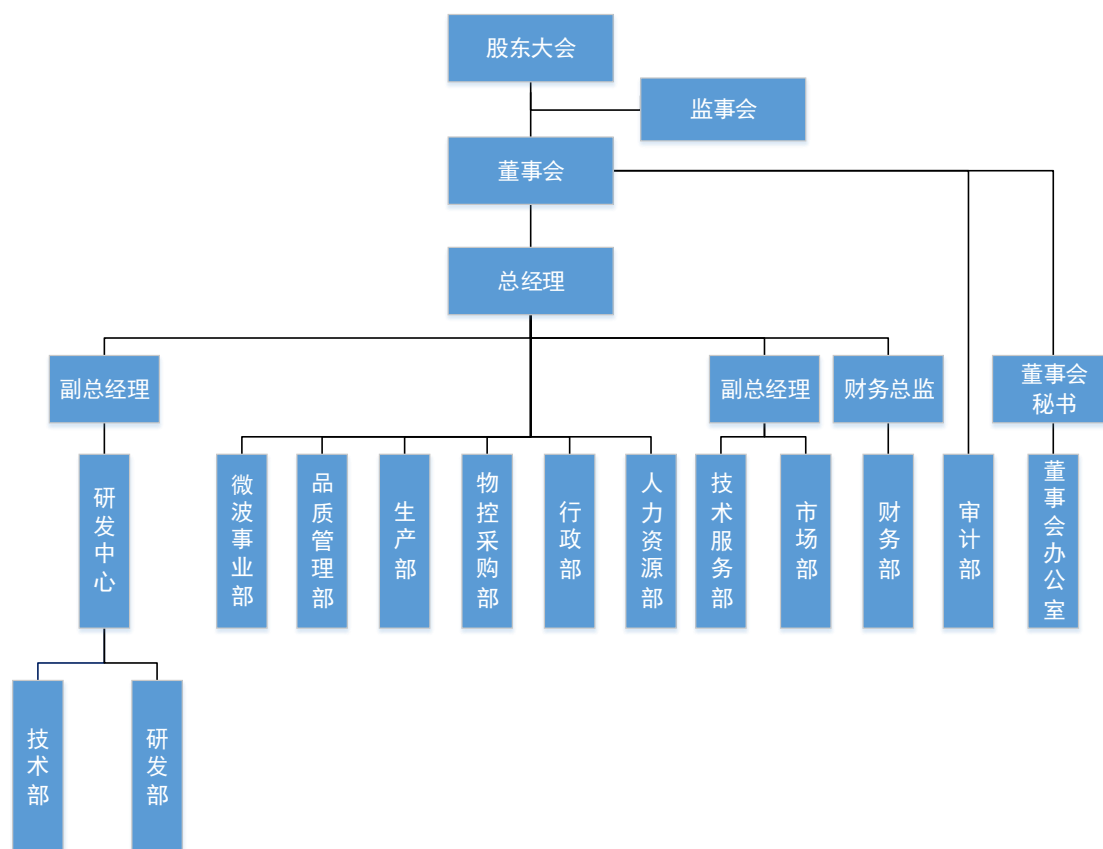 股东大会
监事会
董事会
总经理
副总经理
副总经理
财务总监
董事会
秘书
研发中心
微波事业部
品质管理部
生产部
物控采购部
行政部
人力资源部
技术服务部
市场部
财务部
审计部
董事会办公室
技术部
研发部